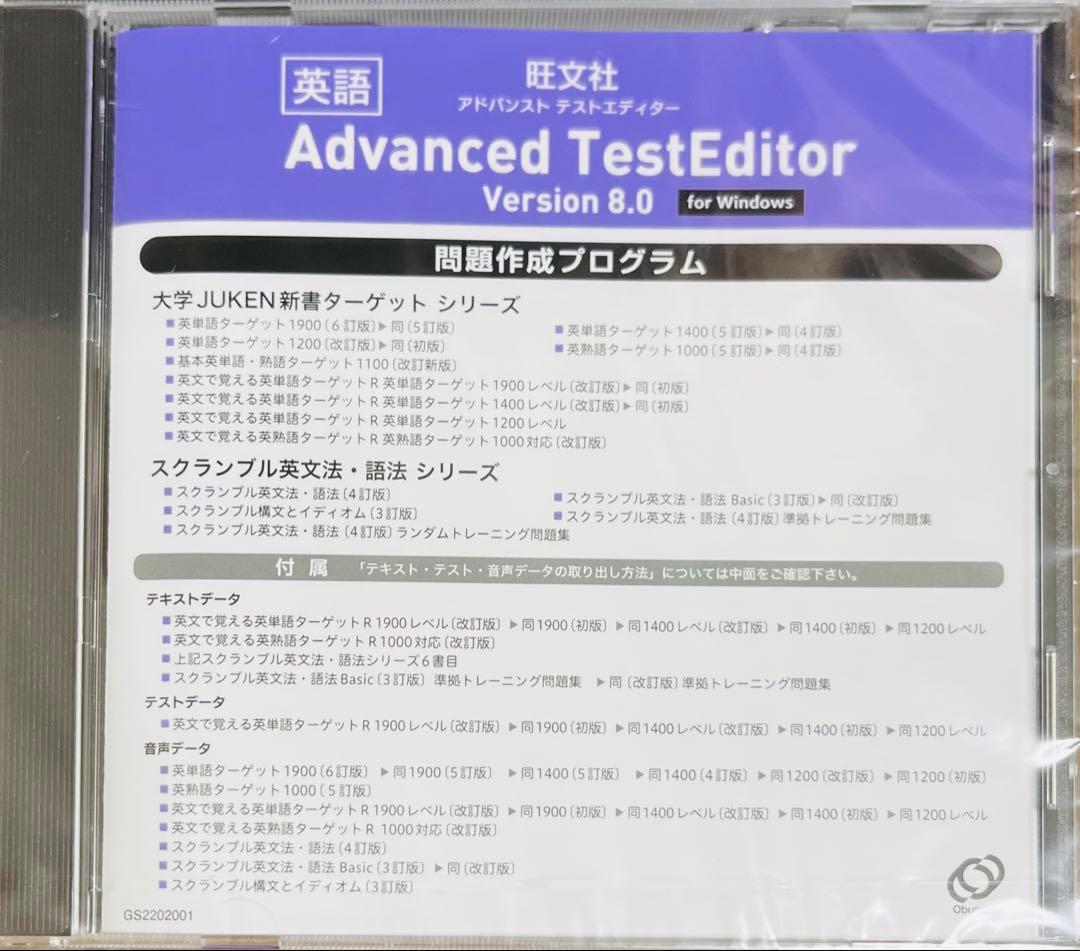 英語
旺文社
アドバンスト テストエディター
Advanced TestEditor
Version 8.0 for Windows
問題作成プログラム
大学JUKEN新書ターゲット シリーズ
■英単語ターゲット1900〔6訂版〕▶同〔5訂版〕 ■英単語ターゲット1400〔5訂版〕▶同〔4訂版〕
■英単語ターゲット1200〔改訂版〕▶同〔初版〕 ■英熟語ターゲット1000〔5訂版〕▶同〔4訂版〕
■基本英単語・熟語ターゲット1100〔改訂新版〕
■英文で覚える英単語ターゲットR 英単語ターゲット1900レベル〔改訂版〕▶同〔初版〕
■英文で覚える英単語ターゲットR 英単語ターゲット1400レベル〔改訂版〕▶同〔初版〕
■英文で覚える英単語ターゲットR 英単語ターゲット1200レベル
■英文で覚える英熟語ターゲットR 英熟語ターゲット1000対応〔改訂版〕
スクランブル英文法・語法 シリーズ
■スクランブル英文法・語法〔4訂版〕 ■スクランブル英文法・語法 Basic〔3訂版〕▶同〔改訂版〕
■スクランブル構文とイディオム〔3訂版〕 ■スクランブル英文法・語法〔4訂版〕準拠トレーニング問題集
■スクランブル英文法・語法〔4訂版〕ランダムトレーニング問題集
付属 「テキスト・テスト・音声データの取り出し方法」については中面をご確認下さい。
テキストデータ
■英文で覚える英単語ターゲットR 1900レベル〔改訂版〕 ▶同1900〔初版〕 ▶同1400レベル〔改訂版〕 ▶同1400〔初版〕 ▶同1200レベル
■英文で覚える英熟語ターゲットR 1000対応〔改訂版〕
■上記スクランブル英文法・語法シリーズ6書目
■スクランブル英文法・語法Basic〔3訂版〕 準拠トレーニング問題集 ▶同〔改訂版〕準拠トレーニング問題集
テストデータ
■英文で覚える英単語ターゲットR 1900レベル〔改訂版〕 ▶同1900〔初版〕 ▶同1400レベル〔改訂版〕 ▶同1400〔初版〕 ▶同1200レベル
音声データ
■英単語ターゲット1900〔6訂版〕 ▶同1900〔5訂版〕 ▶同1400〔5訂版〕 ▶同1400〔4訂版〕 ▶同1200〔改訂版〕 ▶同1200〔初版〕
■英熟語ターゲット1000〔5訂版〕
■英文で覚える英単語ターゲットR 1900レベル〔改訂版〕 ▶同1900〔初版〕 ▶同1400レベル〔改訂版〕 ▶同1400〔初版〕 ▶同1200レベル
■英文で覚える英熟語ターゲットR 1000対応〔改訂版〕
■スクランブル英文法・語法〔4訂版〕
■スクランブル英文法・語法 Basic〔3訂版〕 ▶同〔改訂版〕
■スクランブル構文とイディオム〔3訂版〕
GS2202001